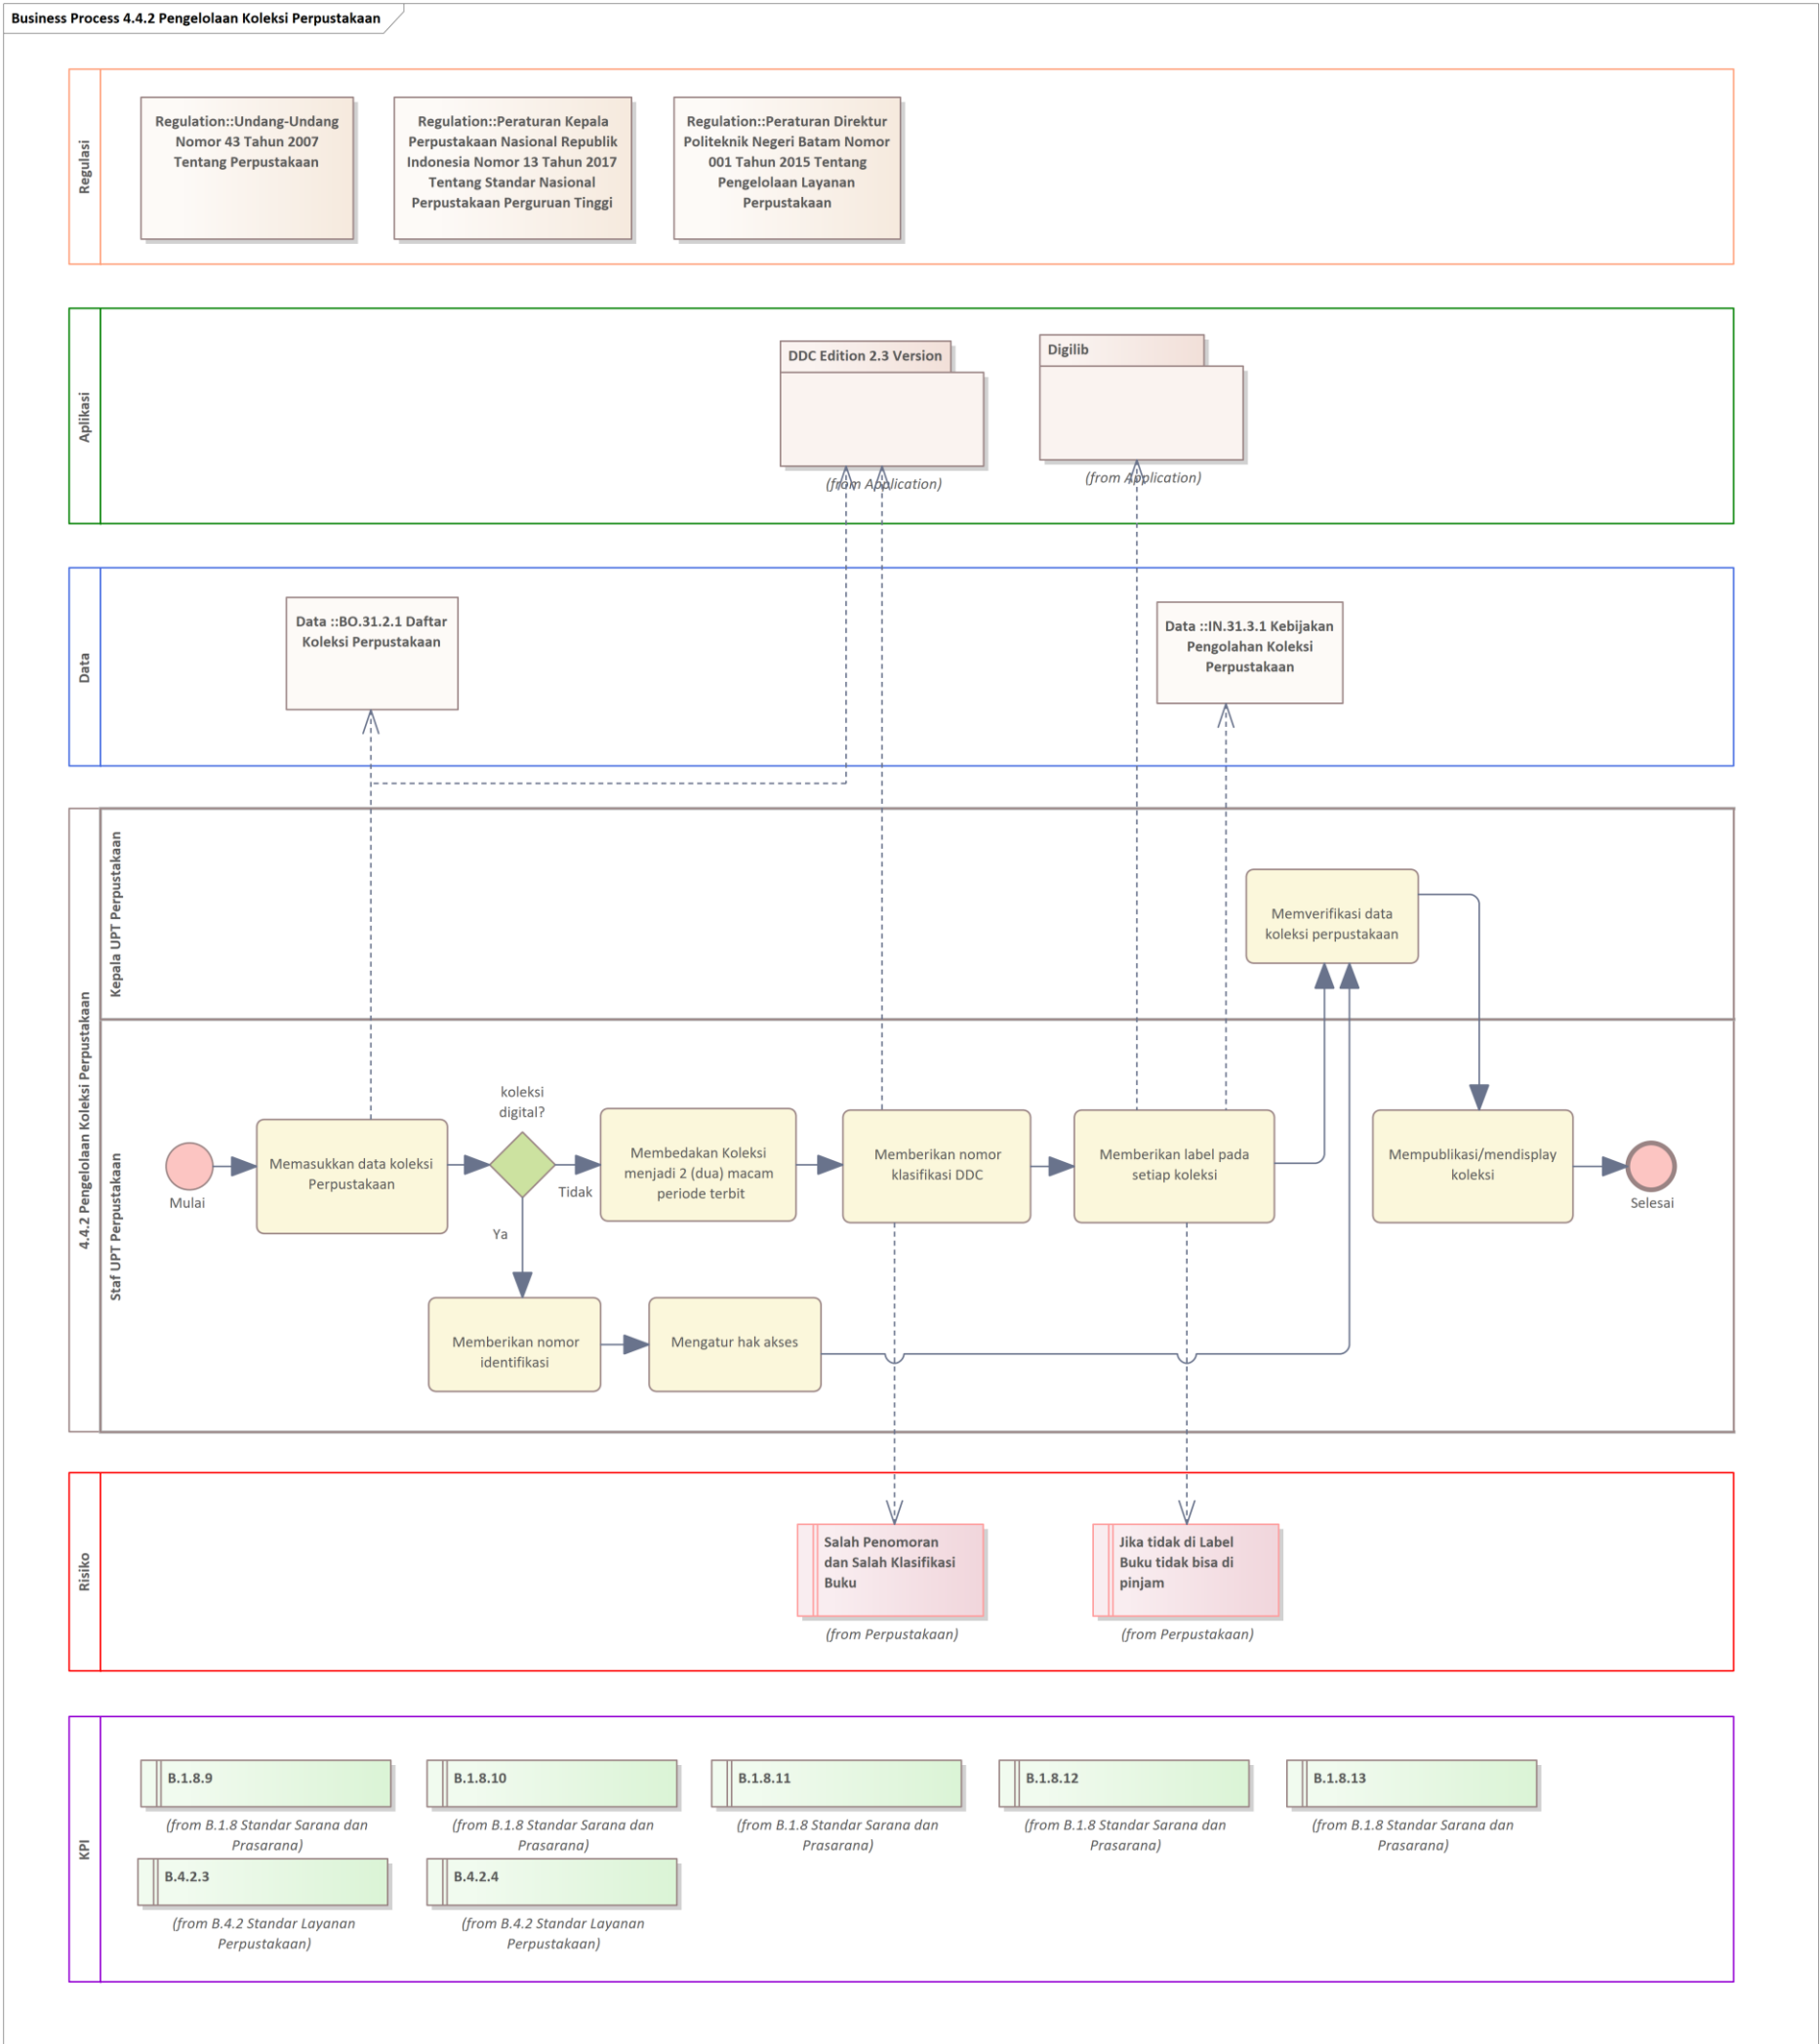 Business Process 4.4.2 Pengelolaan Koleksi Perpustakaan
Regulasi
Regulation::Undang-Undang
Nomor 43 Tahun 2007
Tentang Perpustakaan
Regulation::Peraturan Kepala
Perpustakaan Nasional Republik
Indonesia Nomor 13 Tahun 2017
Tentang Standar Nasional
Perpustakaan Perguruan Tinggi
Regulation::Peraturan Direktur
Politeknik Negeri Batam Nomor
001 Tahun 2015 Tentang
Pengelolaan Layanan
Perpustakaan
Aplikasi
DDC Edition 2.3 Version
(from Application)
Digilib
(from Application)
Data
Data ::BO.31.2.1 Daftar
Koleksi Perpustakaan
Data ::IN.31.3.1 Kebijakan
Pengolahan Koleksi
Perpustakaan
4.4.2 Pengelolaan Koleksi Perpustakaan
Kepala UPT Perpustakaan
Memverifikasi data
koleksi perpustakaan
Staf UPT Perpustakaan
Mulai
Memasukkan data koleksi
Perpustakaan
koleksi
digital?
Tidak
Ya
Membedakan Koleksi
menjadi 2 (dua) macam
periode terbit
Memberikan nomor
klasifikasi DDC
Memberikan label pada
setiap koleksi
Mempublikasi/mendisplay
koleksi
Selesai
Memberikan nomor
identifikasi
Mengatur hak akses
Risiko
Salah Penomoran
dan Salah Klasifikasi
Buku
(from Perpustakaan)
Jika tidak di Label
Buku tidak bisa di
pinjam
(from Perpustakaan)
KPI
B.1.8.9
(from B.1.8 Standar Sarana dan
Prasarana)
B.1.8.10
(from B.1.8 Standar Sarana dan
Prasarana)
B.1.8.11
(from B.1.8 Standar Sarana dan
Prasarana)
B.1.8.12
(from B.1.8 Standar Sarana dan
Prasarana)
B.1.8.13
(from B.1.8 Standar Sarana dan
Prasarana)
B.4.2.3
(from B.4.2 Standar Layanan
Perpustakaan)
B.4.2.4
(from B.4.2 Standar Layanan
Perpustakaan)